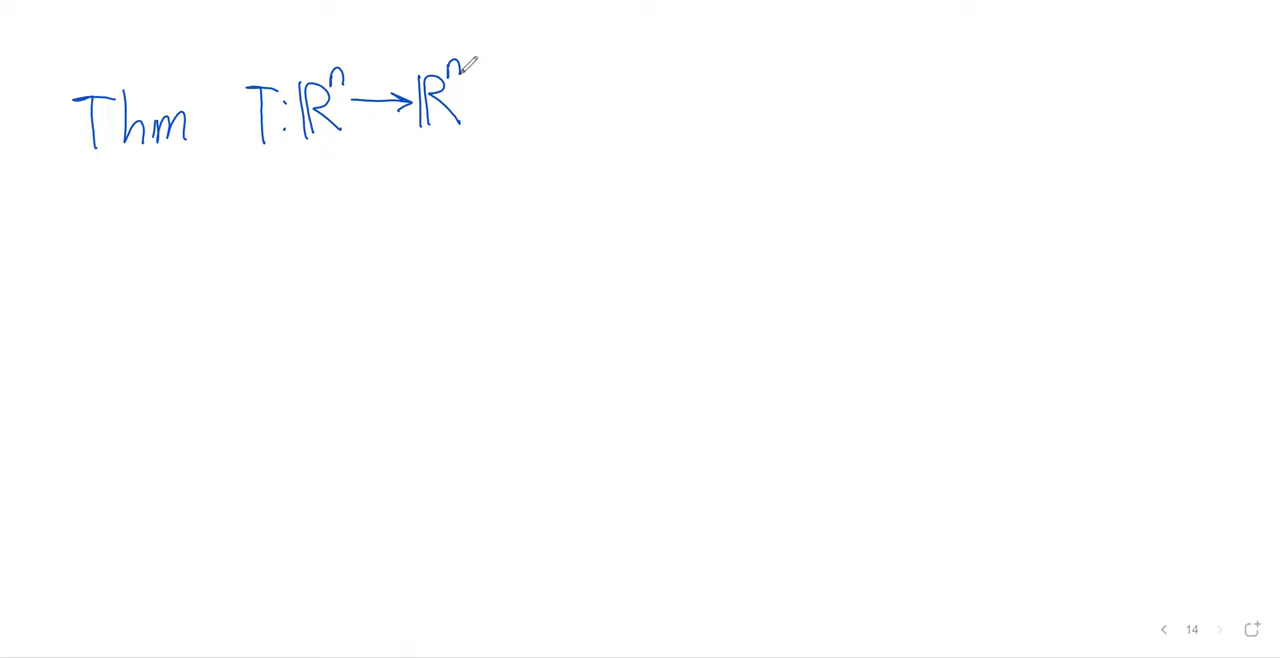 Thm T: ℝⁿ → ℝⁿ
< 14 >